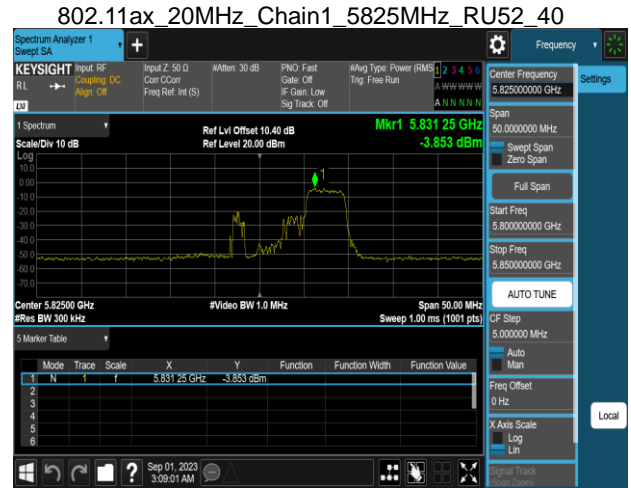 802.11ax_20MHz_Chain1_5825MHz_RU52_40
Spectrum Analyzer 1
Swept SA
+
Frequency
KEYSIGHT
RL
LXI
Input: RF
Coupling: DC
Align: Off
Input Z: 50 Ω
Corr CCorr
Freq Ref: Int (S)
#Atten: 30 dB
PNO: Fast
Gate: Off
IF Gain: Low
Sig Track: Off
#Avg Type: Power (RMS
Trig: Free Run
1 2 3 4 5 6
A W W W W W
A N N N N N
Center Frequency
5.825000000 GHz
Settings
Span
50.0000000 MHz
Swept Span
Zero Span
Full Span
Start Freq
5.800000000 GHz
Stop Freq
5.850000000 GHz
AUTO TUNE
CF Step
5.000000 MHz
Auto
Man
Freq Offset
0 Hz
X Axis Scale
Log
Lin
Local
Signal Track
(Span Zoom)
1 Spectrum
Scale/Div 10 dB
Log
Ref Lvl Offset 10.40 dB
Ref Level 20.00 dBm
Mkr1 5.831 25 GHz
-3.853 dBm
10.0
0.00
-10.0
-20.0
-30.0
-40.0
-50.0
-60.0
-70.0
1
Center 5.82500 GHz
#Res BW 300 kHz
#Video BW 1.0 MHz
Span 50.00 MHz
Sweep 1.00 ms (1001 pts)
5 Marker Table
Mode Trace Scale X Y Function Function Width Function Value
1 N 1 f 5.831 25 GHz -3.853 dBm
2
3
4
5
6
?
Sep 01, 2023
3:09:01 AM